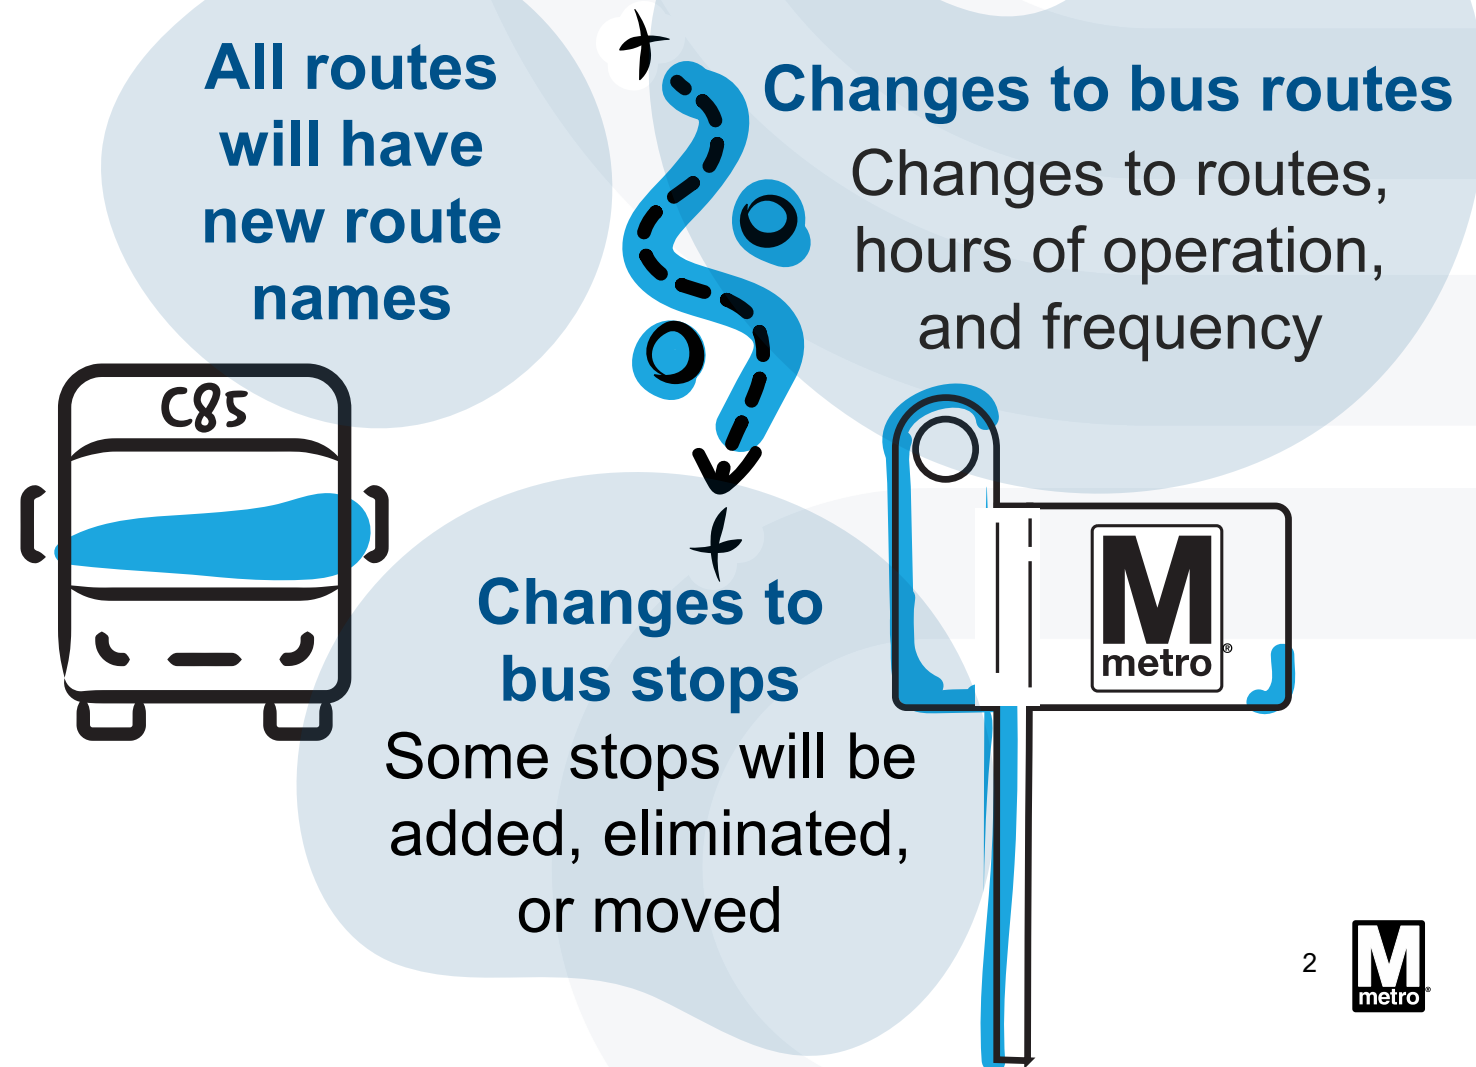 All routes
will have
new route
names
Changes to bus routes
Changes to routes,
hours of operation,
and frequency
C85
Changes to
bus stops
Some stops will be
added, eliminated,
or moved
M
metro®
2
M
metro®